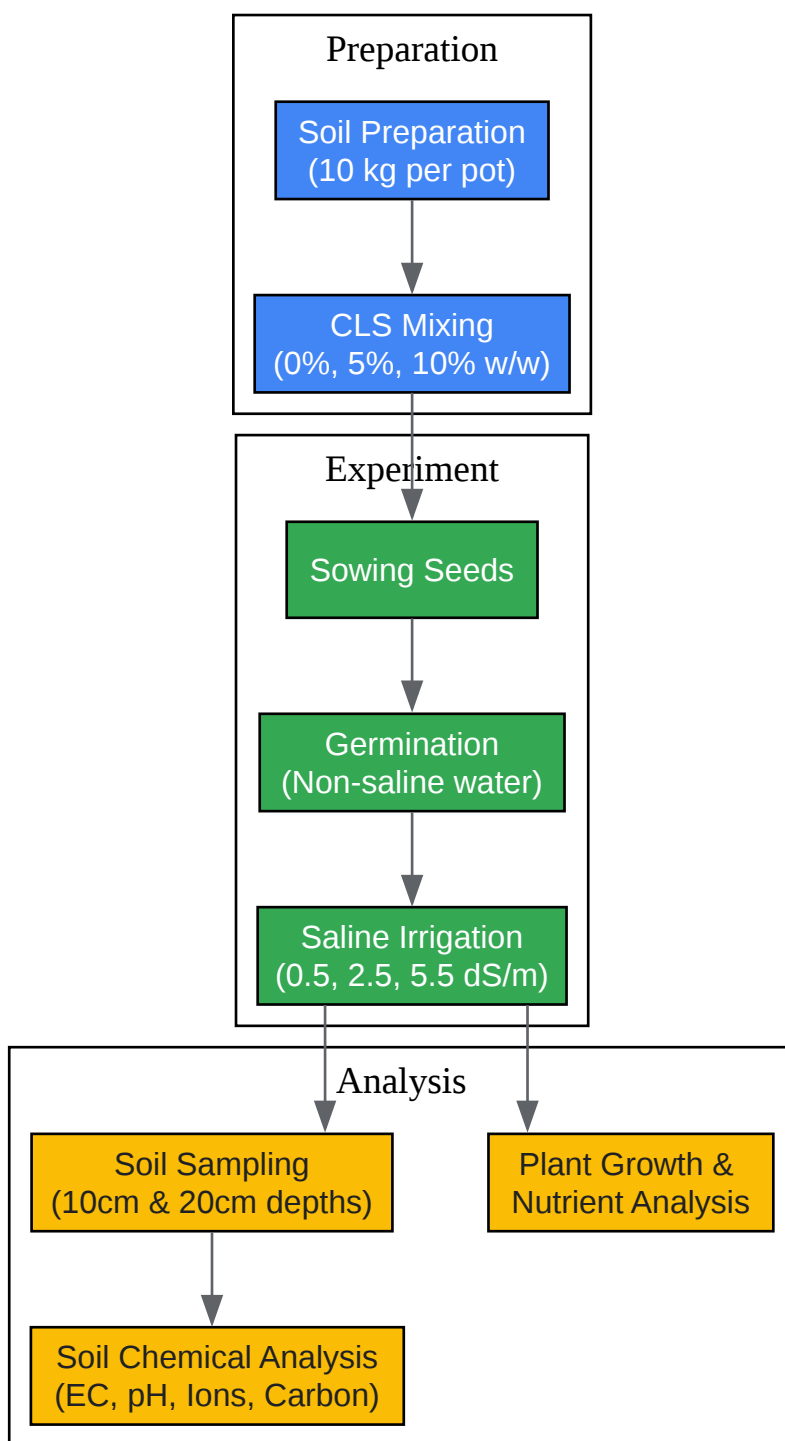 Preparation
Soil Preparation
(10 kg per pot)
CLS Mixing
(0%, 5%, 10% w/w)
Experiment
Sowing Seeds
Germination
(Non-saline water)
Saline Irrigation
(0.5, 2.5, 5.5 dS/m)
Analysis
Soil Sampling
(10cm & 20cm depths)
Plant Growth &
Nutrient Analysis
Soil Chemical Analysis
(EC, pH, Ions, Carbon)